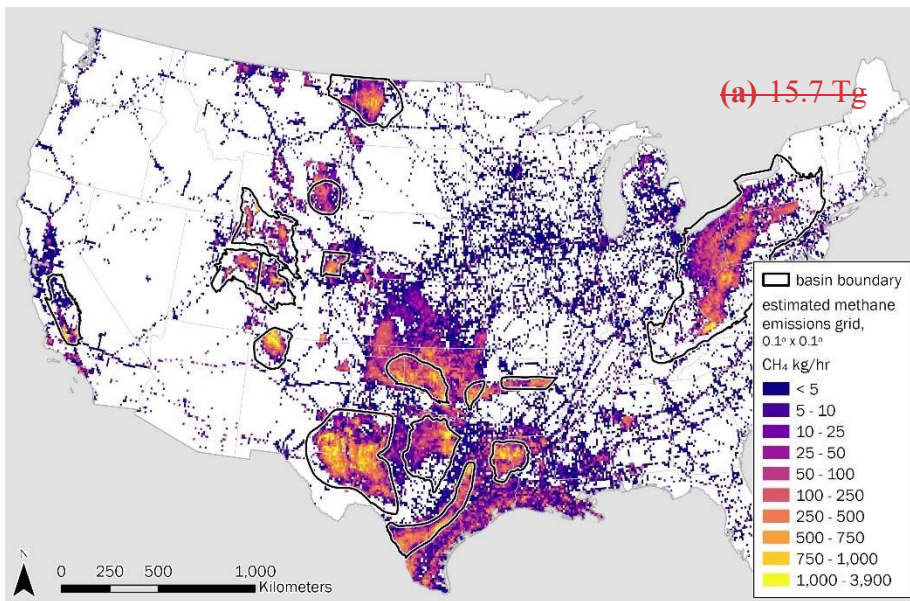 (a) 15.7 Tg
basin boundary
estimated methane
emissions grid,
0.1° x 0.1°
CH₄ kg/hr
< 5
5 - 10
10 - 25
25 - 50
50 - 100
100 - 250
250 - 500
500 - 750
750 - 1,000
1,000 - 3,900
N
0 250 500 1,000
Kilometers